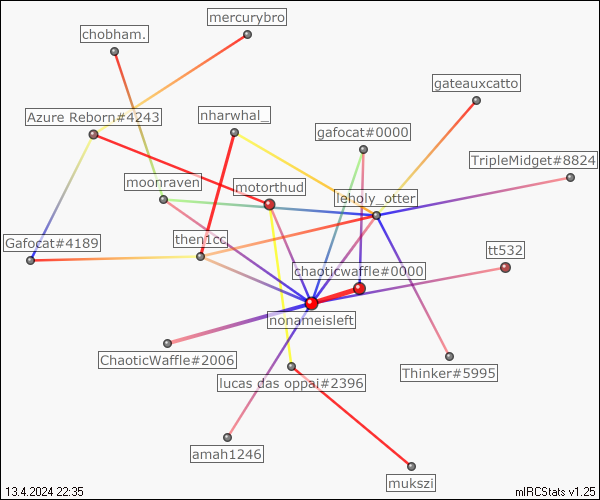 mercurybro
chobham.
gateauxcatto
Azure Reborn#4243
nharwhal_
gafocat#0000
TripleMidget#8824
moonraven
motorthud
leholy_otter
Gafocat#4189
then1cc
tt532
chaoticwaffle#0000
nonameisleft
ChaoticWaffle#2006
Thinker#5995
lucas das oppai#2396
amah1246
mukszi
13.4.2024 22:35
mIRCStats v1.25